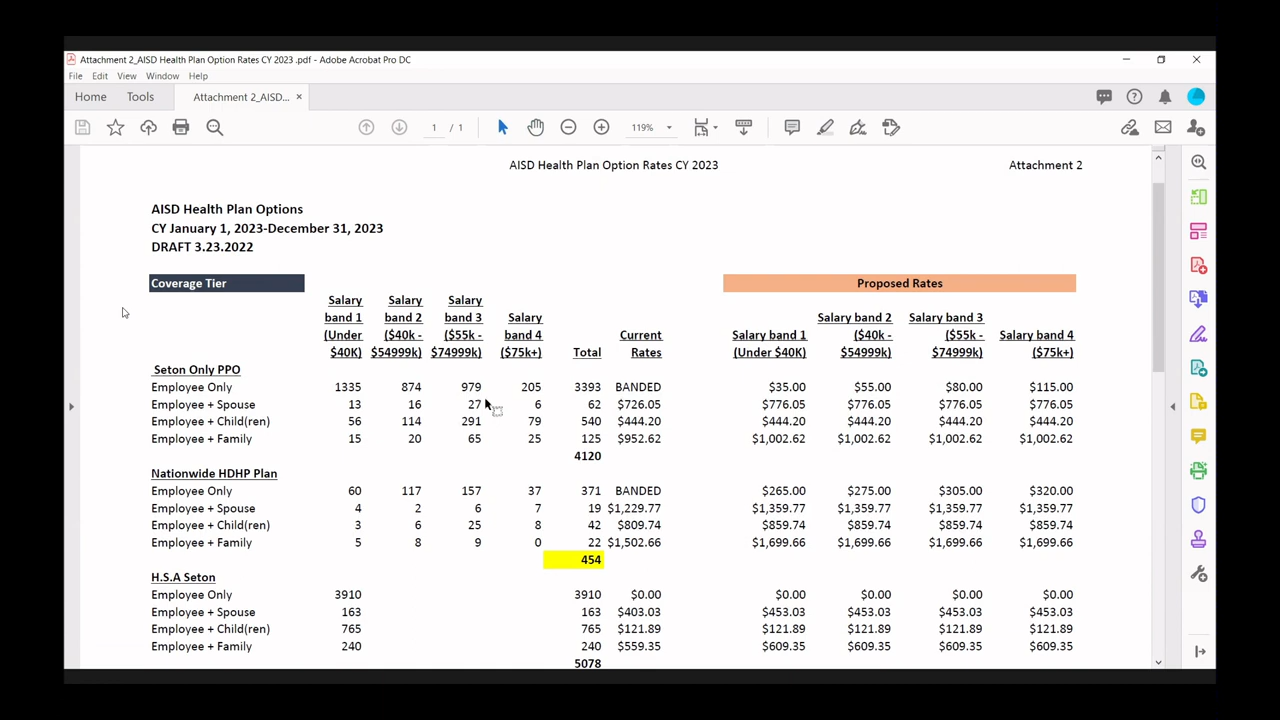 Attachment 2_AISD Health Plan Option Rates CY 2023 .pdf - Adobe Acrobat Pro DC
File Edit View Window Help
Home Tools Attachment 2_AISD... ×
1 / 1 119%
AISD Health Plan Option Rates CY 2023 Attachment 2
AISD Health Plan Options
CY January 1, 2023-December 31, 2023
DRAFT 3.23.2022
Coverage Tier Proposed Rates
Salary Salary Salary
band 1 band 2 band 3 Salary Salary band 2 Salary band 3
(Under ($40k - ($55k - band 4 Current Salary band 1 ($40k - ($55k - Salary band 4
$40K) $54999k) $74999k) ($75k+) Total Rates (Under $40K) $54999k) $74999k) ($75k+)
Seton Only PPO
Employee Only 1335 874 979 205 3393 BANDED $35.00 $55.00 $80.00 $115.00
Employee + Spouse 13 16 27 6 62 $726.05 $776.05 $776.05 $776.05 $776.05
Employee + Child(ren) 56 114 291 79 540 $444.20 $444.20 $444.20 $444.20 $444.20
Employee + Family 15 20 65 25 125 $952.62 $1,002.62 $1,002.62 $1,002.62 $1,002.62
4120
Nationwide HDHP Plan
Employee Only 60 117 157 37 371 BANDED $265.00 $275.00 $305.00 $320.00
Employee + Spouse 4 2 6 7 19 $1,229.77 $1,359.77 $1,359.77 $1,359.77 $1,359.77
Employee + Child(ren) 3 6 25 8 42 $809.74 $859.74 $859.74 $859.74 $859.74
Employee + Family 5 8 9 0 22 $1,502.66 $1,699.66 $1,699.66 $1,699.66 $1,699.66
454
H.S.A Seton
Employee Only 3910 3910 $0.00 $0.00 $0.00 $0.00 $0.00
Employee + Spouse 163 163 $403.03 $453.03 $453.03 $453.03 $453.03
Employee + Child(ren) 765 765 $121.89 $121.89 $121.89 $121.89 $121.89
Employee + Family 240 240 $559.35 $609.35 $609.35 $609.35 $609.35
5078